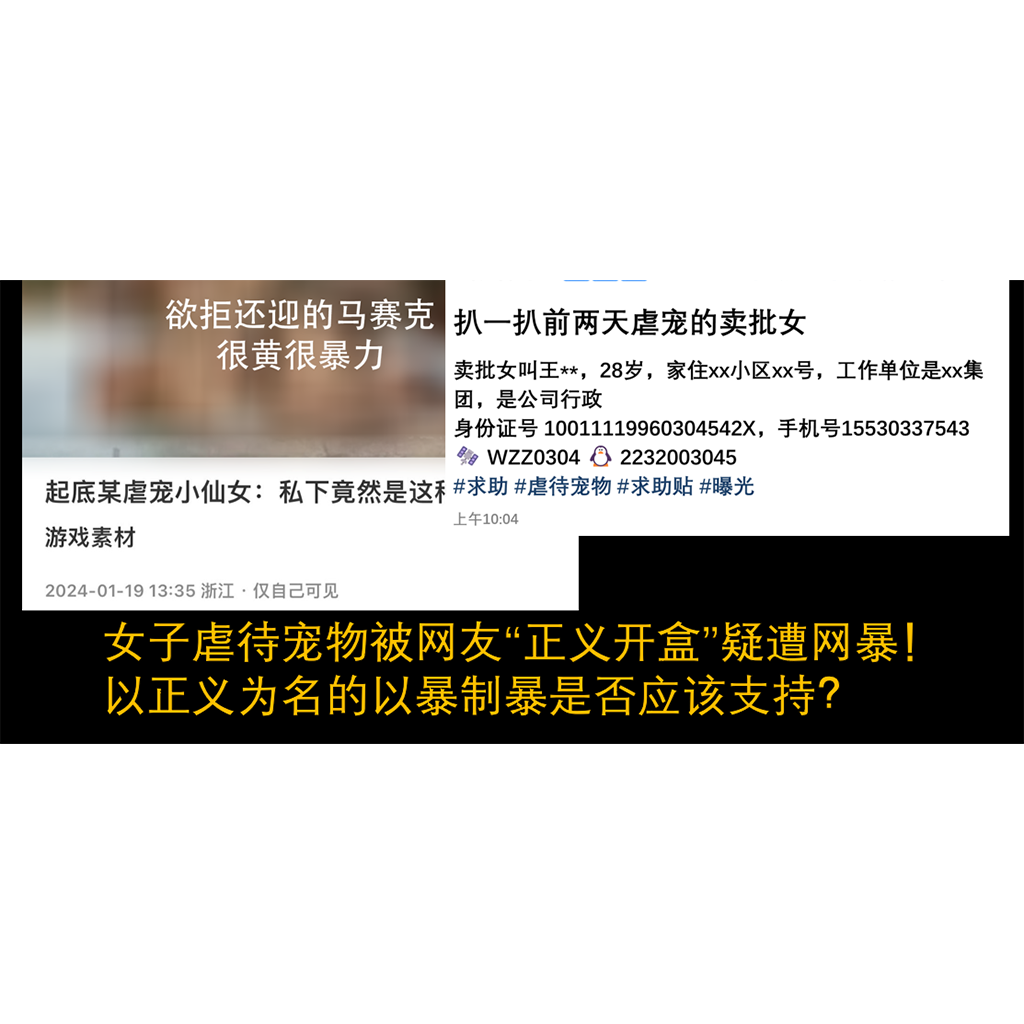 欲拒还迎的马赛克
很黄很暴力
起底某虐宠小仙女：私下竟然是这种
游戏素材
2024-01-19 13:35 浙江 · 仅自己可见
扒一扒前两天虐宠的卖批女
卖批女叫王**，28岁，家住xx小区xx号，工作单位是xx集
团，是公司行政
身份证号 10011119960304542X，手机号15530337543
WZZ0304 2232003045
#求助 #虐待宠物 #求助贴 #曝光
上午10:04
女子虐待宠物被网友“正义开盒”疑遭网暴！
以正义为名的以暴制暴是否应该支持？